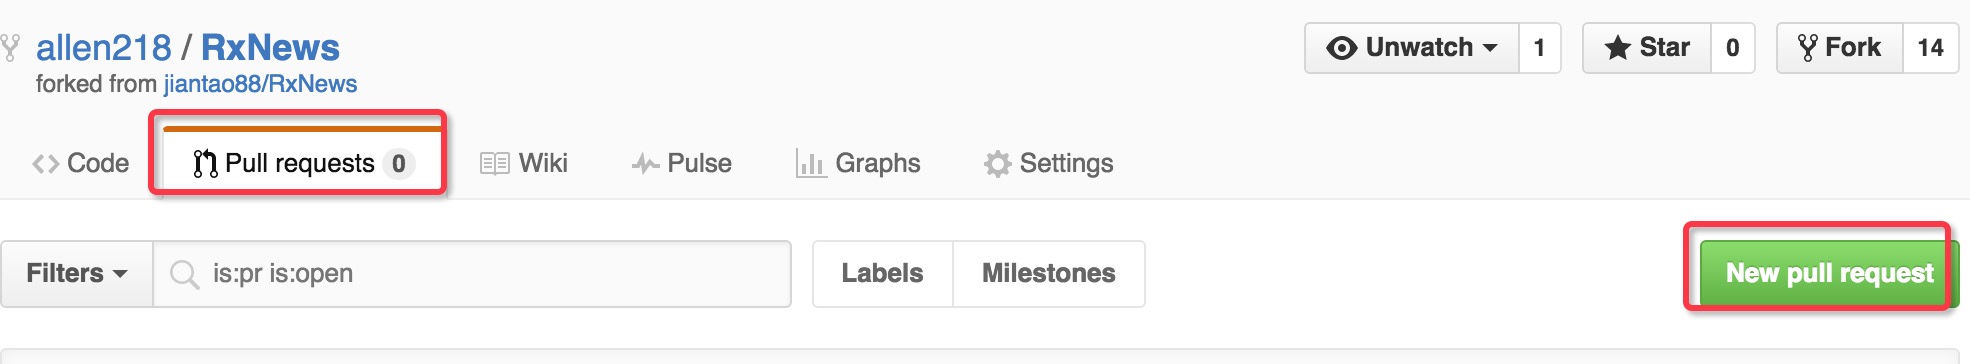 allen218 / RxNews
forked from jiantao88/RxNews
Unwatch 1 Star 0 Fork 14
Code Pull requests 0 Wiki Pulse Graphs Settings
Filters is:pr is:open Labels Milestones New pull request